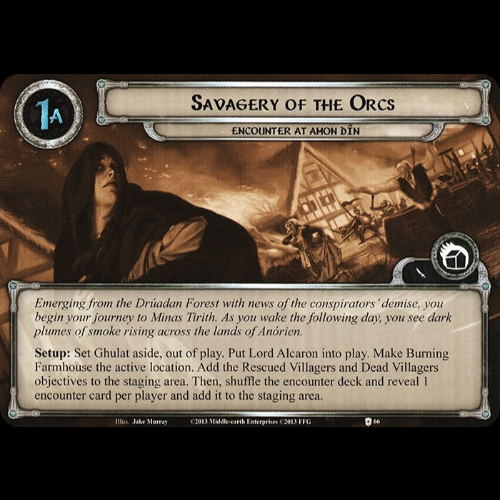 1A
SAVAGERY OF THE ORCS
ENCOUNTER AT AMON DÎN
Emerging from the Drúadan Forest with news of the conspirators' demise, you
begin your journey to Minas Tirith. As you wake the following day, you see dark
plumes of smoke rising across the lands of Anórien.
Setup: Set Ghulat aside, out of play. Put Lord Alcaron into play. Make Burning
Farmhouse the active location. Add the Rescued Villagers and Dead Villagers
objectives to the staging area. Then, shuffle the encounter deck and reveal 1
encounter card per player and add it to the staging area.
Illus. Jake Murray ©2013 Middle-earth Enterprises ©2013 FFG 66